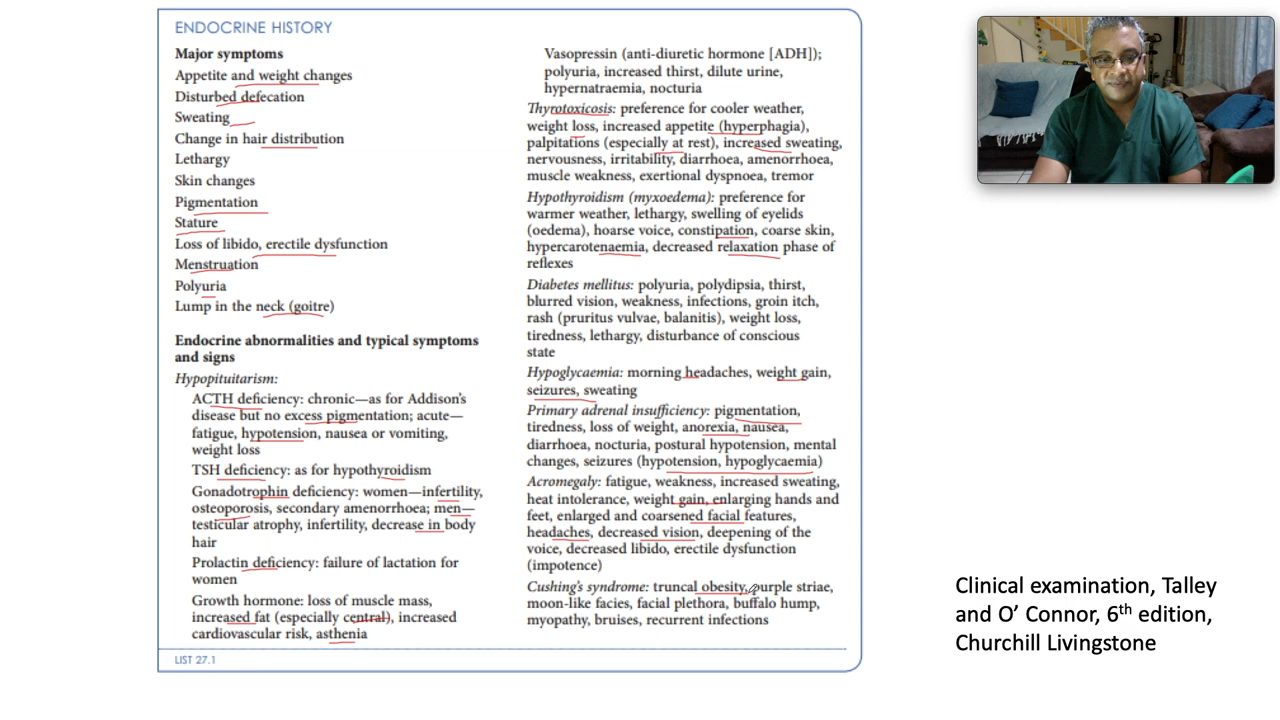 ENDOCRINE HISTORY
Major symptoms
Appetite and weight changes
Disturbed defecation
Sweating
Change in hair distribution
Lethargy
Skin changes
Pigmentation
Stature
Loss of libido, erectile dysfunction
Menstruation
Polyuria
Lump in the neck (goitre)
Endocrine abnormalities and typical symptoms
and signs
Hypopituitarism:
ACTH deficiency: chronic—as for Addison's
disease but no excess pigmentation; acute—
fatigue, hypotension, nausea or vomiting,
weight loss
TSH deficiency: as for hypothyroidism
Gonadotrophin deficiency: women—infertility,
osteoporosis, secondary amenorrhoea; men—
testicular atrophy, infertility, decrease in body
hair
Prolactin deficiency: failure of lactation for
women
Growth hormone: loss of muscle mass,
increased fat (especially central), increased
cardiovascular risk, asthenia
Vasopressin (anti-diuretic hormone [ADH]);
polyuria, increased thirst, dilute urine,
hypernatraemia, nocturia
Thyrotoxicosis: preference for cooler weather,
weight loss, increased appetite (hyperphagia),
palpitations (especially at rest), increased sweating,
nervousness, irritability, diarrhoea, amenorrhoea,
muscle weakness, exertional dyspnoea, tremor
Hypothyroidism (myxoedema): preference for
warmer weather, lethargy, swelling of eyelids
(oedema), hoarse voice, constipation, coarse skin,
hypercarotenaemia, decreased relaxation phase of
reflexes
Diabetes mellitus: polyuria, polydipsia, thirst,
blurred vision, weakness, infections, groin itch,
rash (pruritus vulvae, balanitis), weight loss,
tiredness, lethargy, disturbance of conscious
state
Hypoglycaemia: morning headaches, weight gain,
seizures, sweating
Primary adrenal insufficiency: pigmentation,
tiredness, loss of weight, anorexia, nausea,
diarrhoea, nocturia, postural hypotension, mental
changes, seizures (hypotension, hypoglycaemia)
Acromegaly: fatigue, weakness, increased sweating,
heat intolerance, weight gain, enlarging hands and
feet, enlarged and coarsened facial features,
headaches, decreased vision, deepening of the
voice, decreased libido, erectile dysfunction
(impotence)
Cushing's syndrome: truncal obesity, purple striae,
moon-like facies, facial plethora, buffalo hump,
myopathy, bruises, recurrent infections
LIST 27.1
Clinical examination, Talley
and O' Connor, 6th edition,
Churchill Livingstone